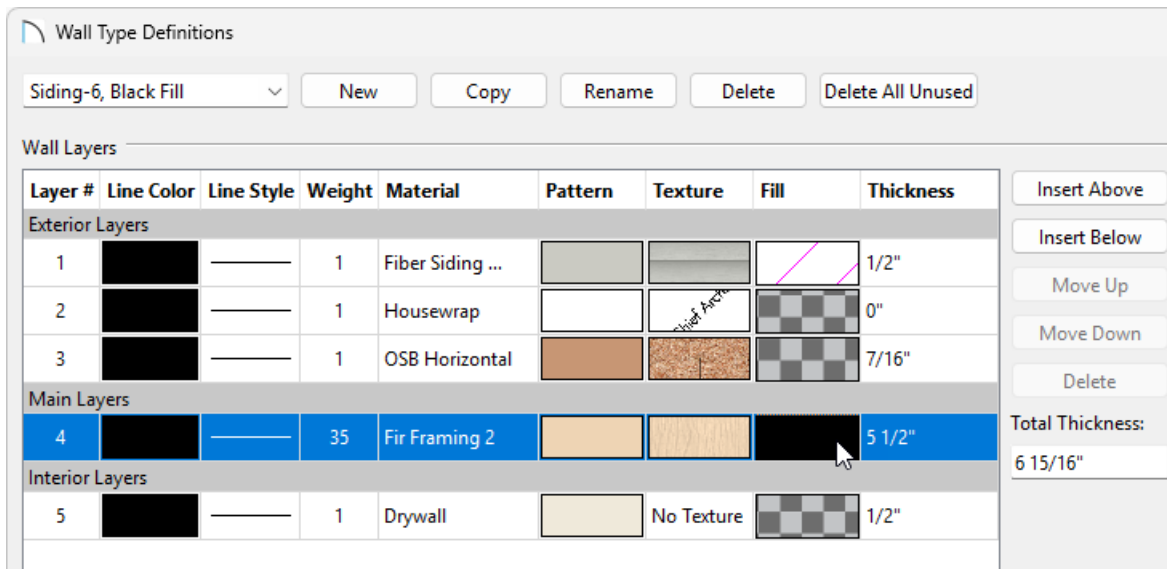 Wall Type Definitions
Siding-6, Black Fill New Copy Rename Delete Delete All Unused
Wall Layers
Layer # Line Color Line Style Weight Material Pattern Texture Fill Thickness
Insert Above
Exterior Layers
1 1 Fiber Siding ... 1/2"
Insert Below
2 1 Housewrap Chief Arch 0"
Move Up
3 1 OSB Horizontal 7/16"
Move Down
Main Layers
Delete
4 35 Fir Framing 2 5 1/2"
Total Thickness:
6 15/16"
Interior Layers
5 1 Drywall No Texture 1/2"